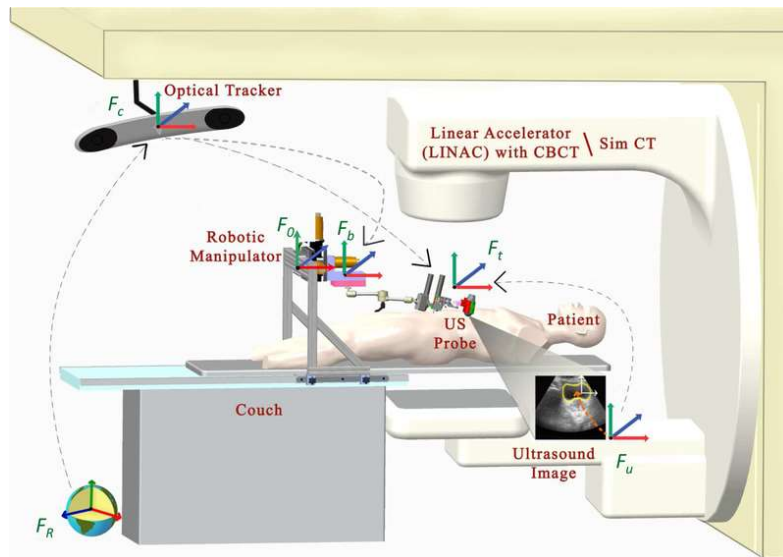 Optical Tracker
F_c
Linear Accelerator
(LINAC) with CBCT \ Sim CT
F_0
F_b
Robotic
Manipulator
F_t
US
Probe
Patient
Couch
Ultrasound
Image
F_u
F_R